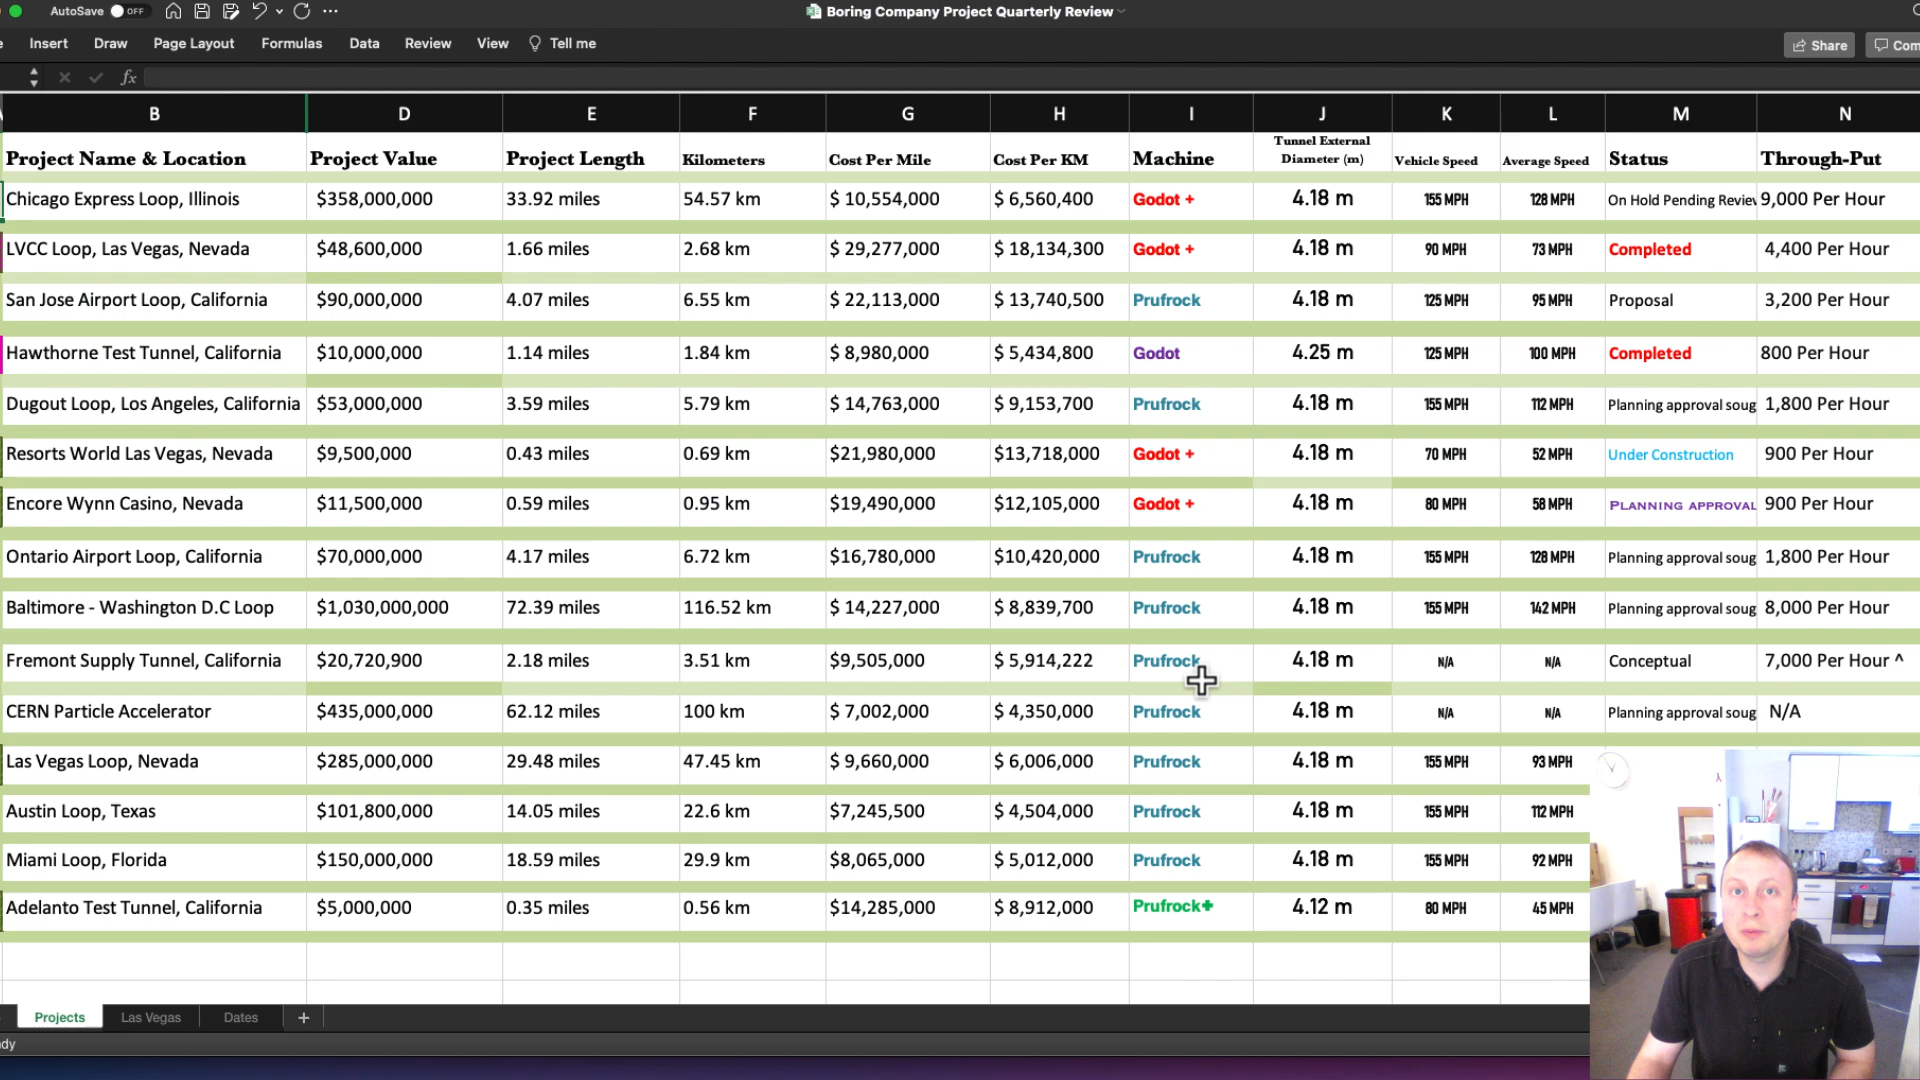 AutoSave OFF Boring Company Project Quarterly Review
Insert Draw Page Layout Formulas Data Review View Tell me Share Com
fx
B D E F G H I J K L M N
Project Name & Location Project Value Project Length Kilometers Cost Per Mile Cost Per KM Machine Tunnel External Diameter (m) Vehicle Speed Average Speed Status Through-Put
Chicago Express Loop, Illinois $358,000,000 33.92 miles 54.57 km $ 10,554,000 $ 6,560,400 Godot + 4.18 m 155 MPH 128 MPH On Hold Pending Review 9,000 Per Hour
LVCC Loop, Las Vegas, Nevada $48,600,000 1.66 miles 2.68 km $ 29,277,000 $ 18,134,300 Godot + 4.18 m 90 MPH 73 MPH Completed 4,400 Per Hour
San Jose Airport Loop, California $90,000,000 4.07 miles 6.55 km $ 22,113,000 $ 13,740,500 Prufrock 4.18 m 125 MPH 95 MPH Proposal 3,200 Per Hour
Hawthorne Test Tunnel, California $10,000,000 1.14 miles 1.84 km $ 8,980,000 $ 5,434,800 Godot 4.25 m 125 MPH 100 MPH Completed 800 Per Hour
Dugout Loop, Los Angeles, California $53,000,000 3.59 miles 5.79 km $ 14,763,000 $ 9,153,700 Prufrock 4.18 m 155 MPH 112 MPH Planning approval soug 1,800 Per Hour
Resorts World Las Vegas, Nevada $9,500,000 0.43 miles 0.69 km $21,980,000 $13,718,000 Godot + 4.18 m 70 MPH 52 MPH Under Construction 900 Per Hour
Encore Wynn Casino, Nevada $11,500,000 0.59 miles 0.95 km $19,490,000 $12,105,000 Godot + 4.18 m 80 MPH 58 MPH PLANNING APPROVAL 900 Per Hour
Ontario Airport Loop, California $70,000,000 4.17 miles 6.72 km $16,780,000 $10,420,000 Prufrock 4.18 m 155 MPH 128 MPH Planning approval soug 1,800 Per Hour
Baltimore - Washington D.C Loop $1,030,000,000 72.39 miles 116.52 km $ 14,227,000 $ 8,839,700 Prufrock 4.18 m 155 MPH 142 MPH Planning approval soug 8,000 Per Hour
Fremont Supply Tunnel, California $20,720,900 2.18 miles 3.51 km $9,505,000 $ 5,914,222 Prufrock 4.18 m N/A N/A Conceptual 7,000 Per Hour ^
CERN Particle Accelerator $435,000,000 62.12 miles 100 km $ 7,002,000 $ 4,350,000 Prufrock 4.18 m N/A N/A Planning approval soug N/A
Las Vegas Loop, Nevada $285,000,000 29.48 miles 47.45 km $ 9,660,000 $ 6,006,000 Prufrock 4.18 m 155 MPH 93 MPH
Austin Loop, Texas $101,800,000 14.05 miles 22.6 km $7,245,500 $ 4,504,000 Prufrock 4.18 m 155 MPH 112 MPH
Miami Loop, Florida $150,000,000 18.59 miles 29.9 km $8,065,000 $ 5,012,000 Prufrock 4.18 m 155 MPH 92 MPH
Adelanto Test Tunnel, California $5,000,000 0.35 miles 0.56 km $14,285,000 $ 8,912,000 Prufrock+ 4.12 m 80 MPH 45 MPH
Projects Las Vegas Dates +
dy